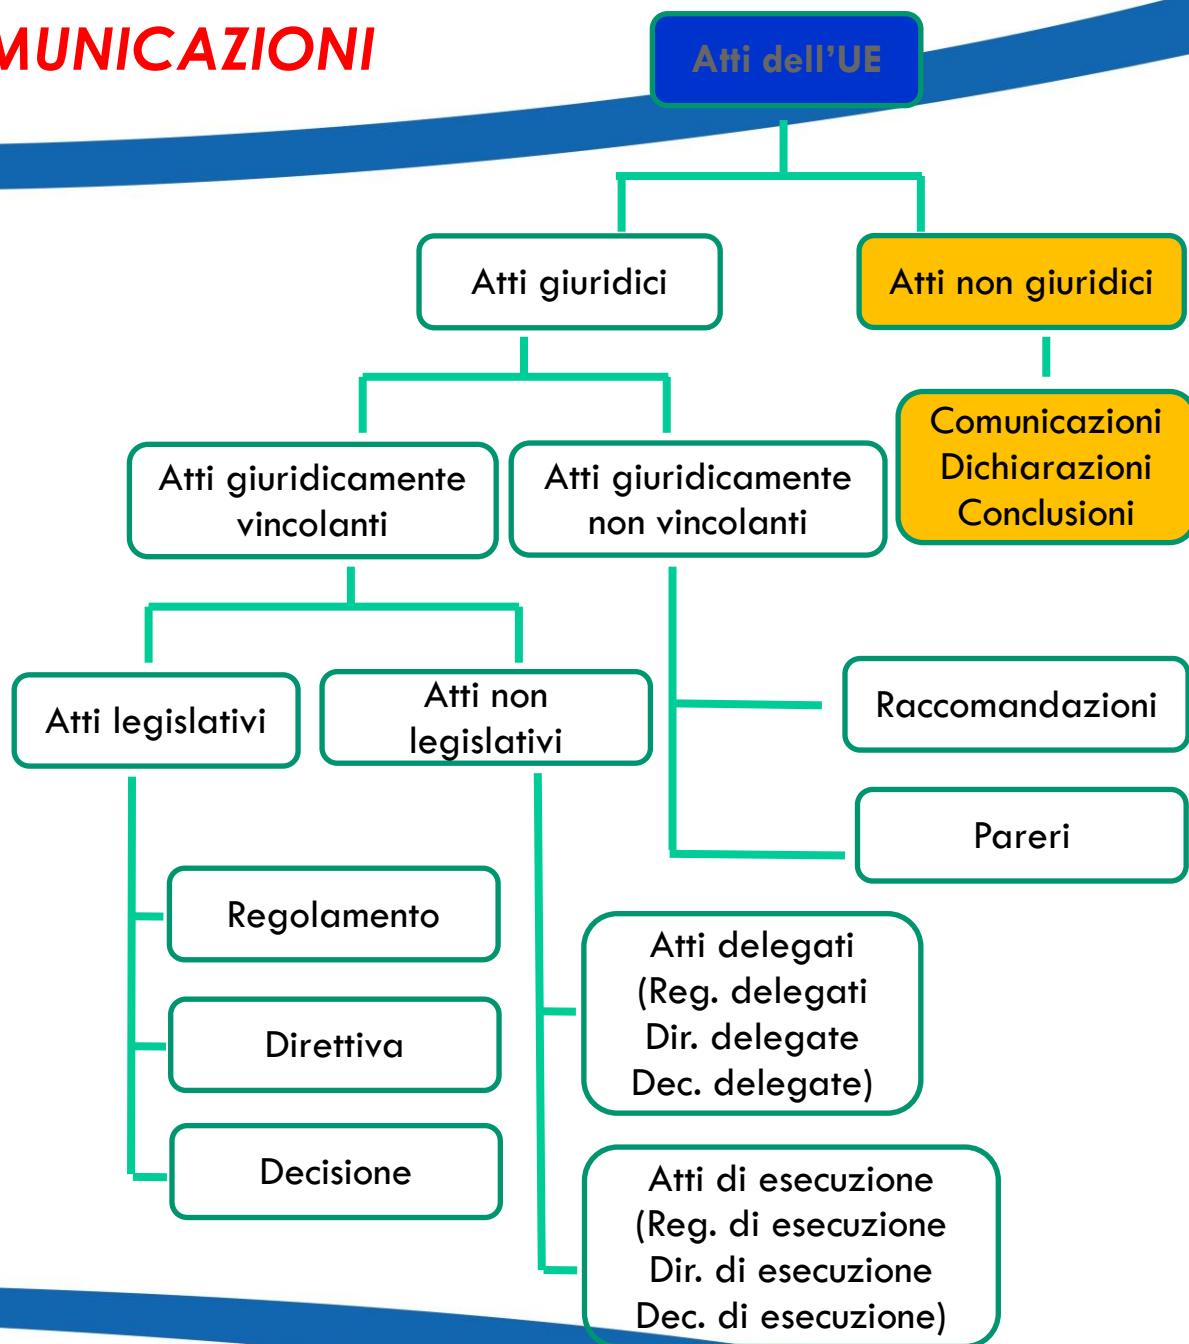 MUNICAZIONI
Atti dell'UE
Atti giuridici
Atti non giuridici
Comunicazioni
Dichiarazioni
Conclusioni
Atti giuridicamente
vincolanti
Atti giuridicamente
non vincolanti
Atti legislativi
Atti non
legislativi
Raccomandazioni
Pareri
Regolamento
Direttiva
Decisione
Atti delegati
(Reg. delegati
Dir. delegate
Dec. delegate)
Atti di esecuzione
(Reg. di esecuzione
Dir. di esecuzione
Dec. di esecuzione)